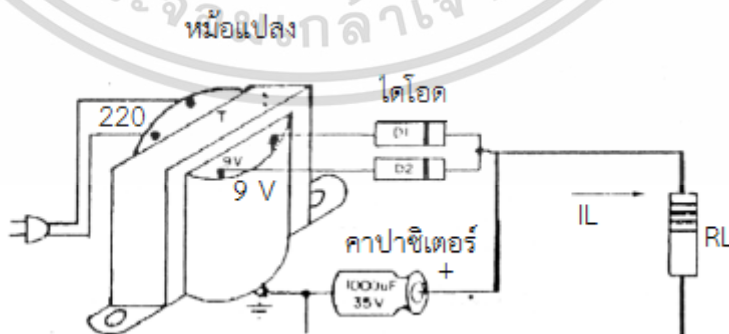 หม้อแปลง
ไดโอด
220
T
D1
9V
D2
9 V
IL
RL
คาปาซิเตอร์
+
1000uF
35V